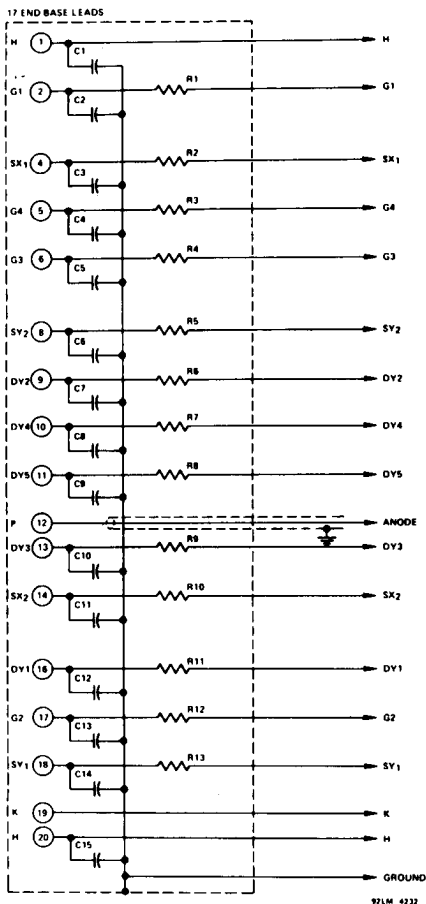 17 END BASE LEADS
H 1 C1 H
G1 2 C2 R1 G1
SX1 4 C3 R2 SX1
G4 5 C4 R3 G4
G3 6 C5 R4 G3
SY2 8 C6 R5 SY2
DY2 9 C7 R6 DY2
DY4 10 C8 R7 DY4
DY5 11 C9 R8 DY5
P 12 ANODE
DY3 13 C10 R9 DY3
SX2 14 C11 R10 SX2
DY1 16 C12 R11 DY1
G2 17 C13 R12 G2
SY1 18 C14 R13 SY1
K 19 K
H 20 C15 H
GROUND
92LM 4232